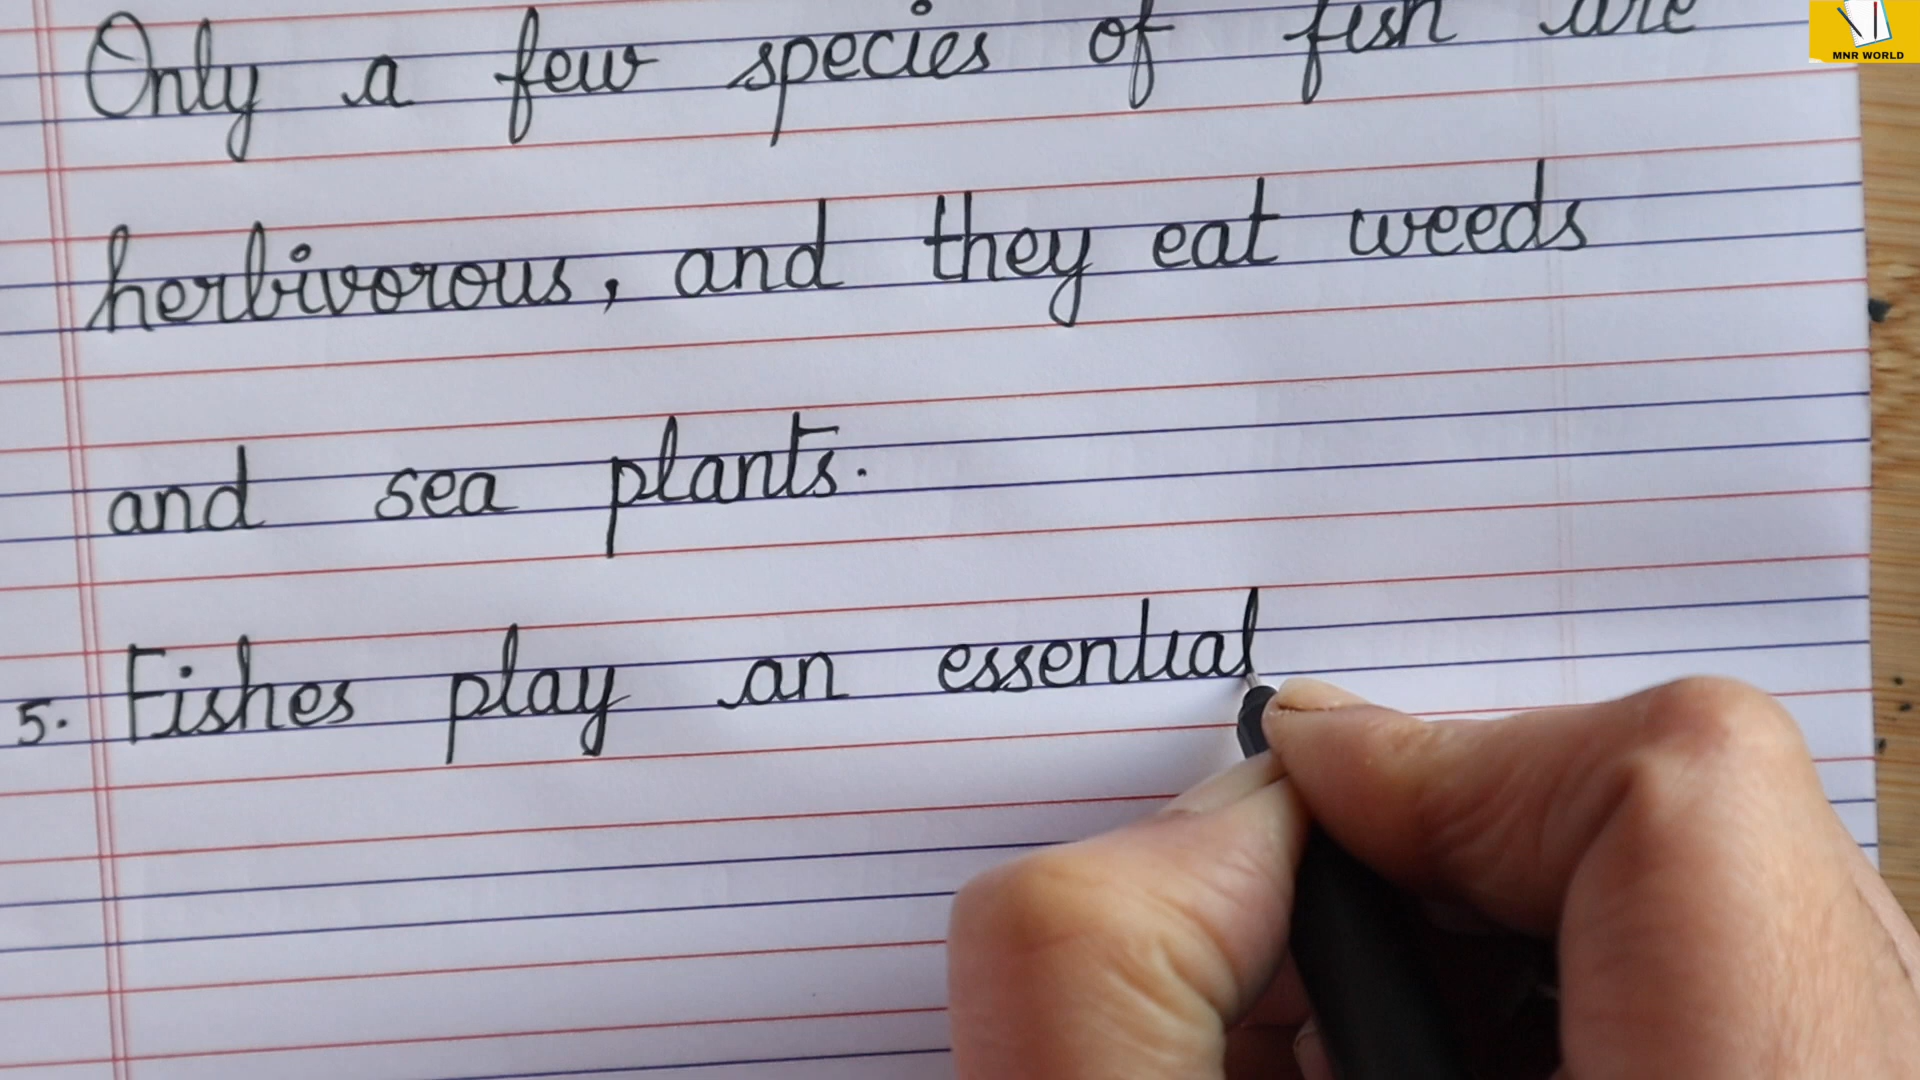 MNR WORLD
Only a few species of fish are
herbivorous, and they eat weeds
and sea plants.
5. Fishes play an essential